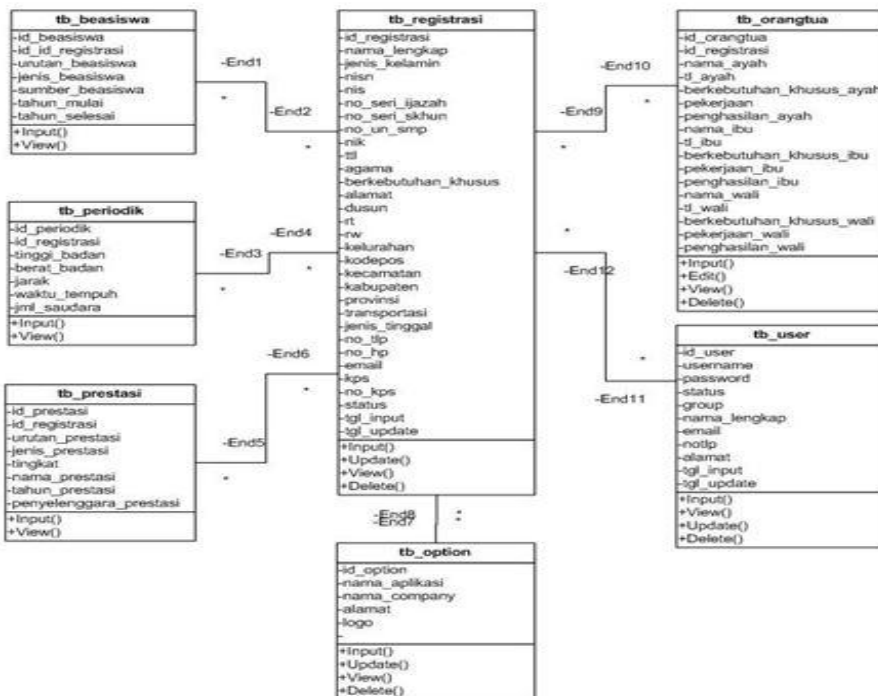 tb_beasiswa
-id_beasiswa
-id_id_registrasi
-urutan_beasiswa
-jenis_beasiswa
-sumber_beasiswa
-tahun_mulai
-tahun_selesai
+Input()
+View()
-End1
*
-End2
*
tb_periodik
-id_periodik
-id_registrasi
-tinggi_badan
-berat_badan
-jarak
-waktu_tempuh
-jml_saudara
+Input()
+View()
-End4
-End3
*
*
tb_prestasi
-id_prestasi
-id_registrasi
-urutan_prestasi
-jenis_prestasi
-tingkat
-nama_prestasi
-tahun_prestasi
-penyelenggara_prestasi
+Input()
+View()
-End6
*
-End5
*
tb_registrasi
-id_registrasi
-nama_lengkap
-jenis_kelamin
-nisn
-nis
-no_seri_ijazah
-no_seri_skhun
-no_un_smp
-nik
-ttl
-agama
-berkebutuhan_khusus
-alamat
-dusun
-rt
-rw
-kelurahan
-kodepos
-kecamatan
-kabupaten
-provinsi
-transportasi
-jenis_tinggal
-no_tlp
-no_hp
-email
-kps
-no_kps
-status
-tgl_input
-tgl_update
+Input()
+Update()
+View()
+Delete()
-End8 *
-End7 *
tb_option
-id_option
-nama_aplikasi
-nama_company
-alamat
-logo
-
+Input()
+Update()
+View()
+Delete()
-End10
*
-End9
*
tb_orangtua
-id_orangtua
-id_registrasi
-nama_ayah
-tl_ayah
-berkebutuhan_khusus_ayah
-pekerjaan
-penghasilan_ayah
-nama_ibu
-tl_ibu
-berkebutuhan_khusus_ibu
-pekerjaan_ibu
-penghasilan_ibu
-nama_wali
-tl_wali
-berkebutuhan_khusus_wali
-pekerjaan_wali
-penghasilan_wali
+Input()
+Edit()
+View()
+Delete()
*
-End12
*
-End11
tb_user
-id_user
-username
-password
-status
-group
-nama_lengkap
-email
-notlp
-alamat
-tgl_input
-tgl_update
+Input()
+View()
+Update()
+Delete()